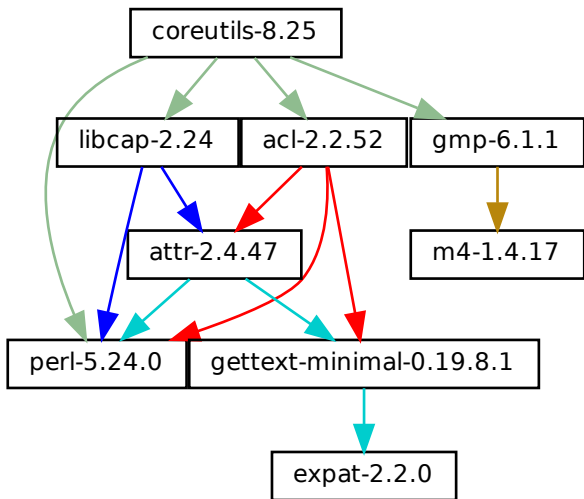 coreutils-8.25
libcap-2.24
acl-2.2.52
gmp-6.1.1
attr-2.4.47
m4-1.4.17
perl-5.24.0
gettext-minimal-0.19.8.1
expat-2.2.0